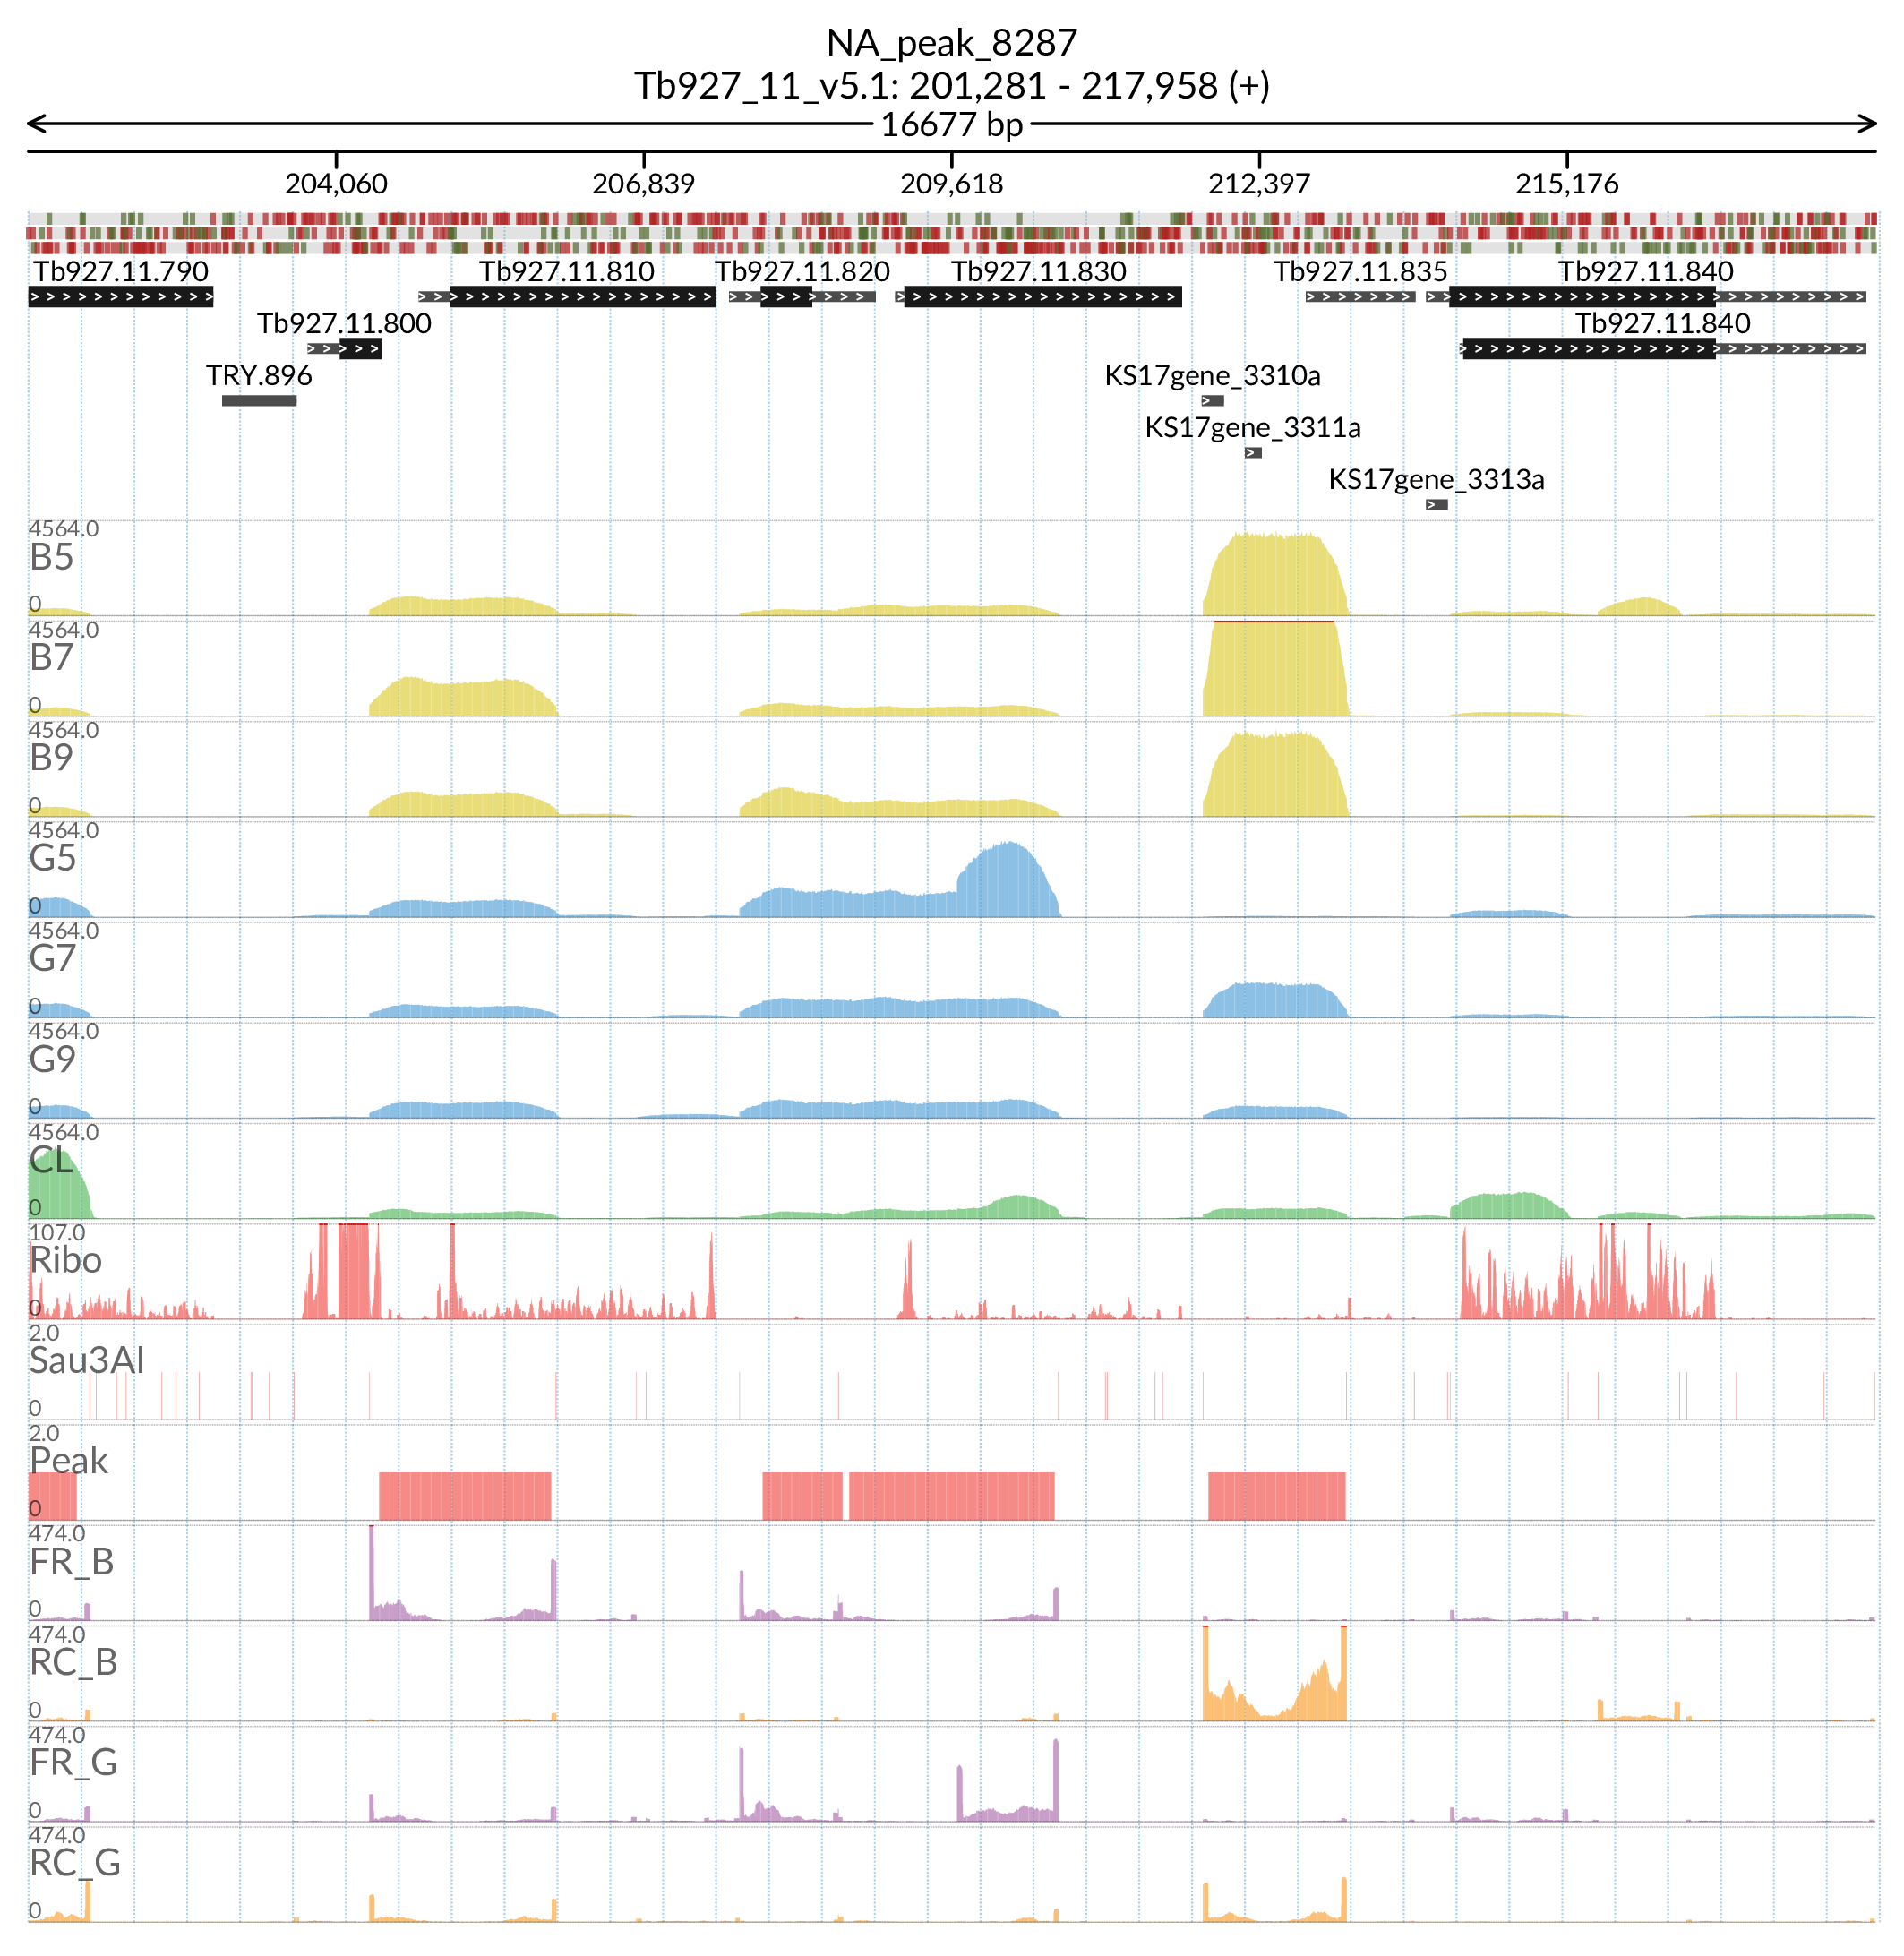 NA_peak_8287
Tb927_11_v5.1: 201,281 - 217,958 (+)
16677 bp
204,060 206,839 209,618 212,397 215,176
Tb927.11.790 Tb927.11.810 Tb927.11.820 Tb927.11.830 Tb927.11.835 Tb927.11.840
Tb927.11.800 Tb927.11.840
TRY.896 KS17gene_3310a
KS17gene_3311a
KS17gene_3313a
4564.0
B5
0
4564.0
B7
0
4564.0
B9
0
4564.0
G5
0
4564.0
G7
0
4564.0
G9
0
4564.0
CL
0
107.0
Ribo
0
2.0
Sau3AI
0
2.0
Peak
0
474.0
FR_B
0
474.0
RC_B
0
474.0
FR_G
0
474.0
RC_G
0